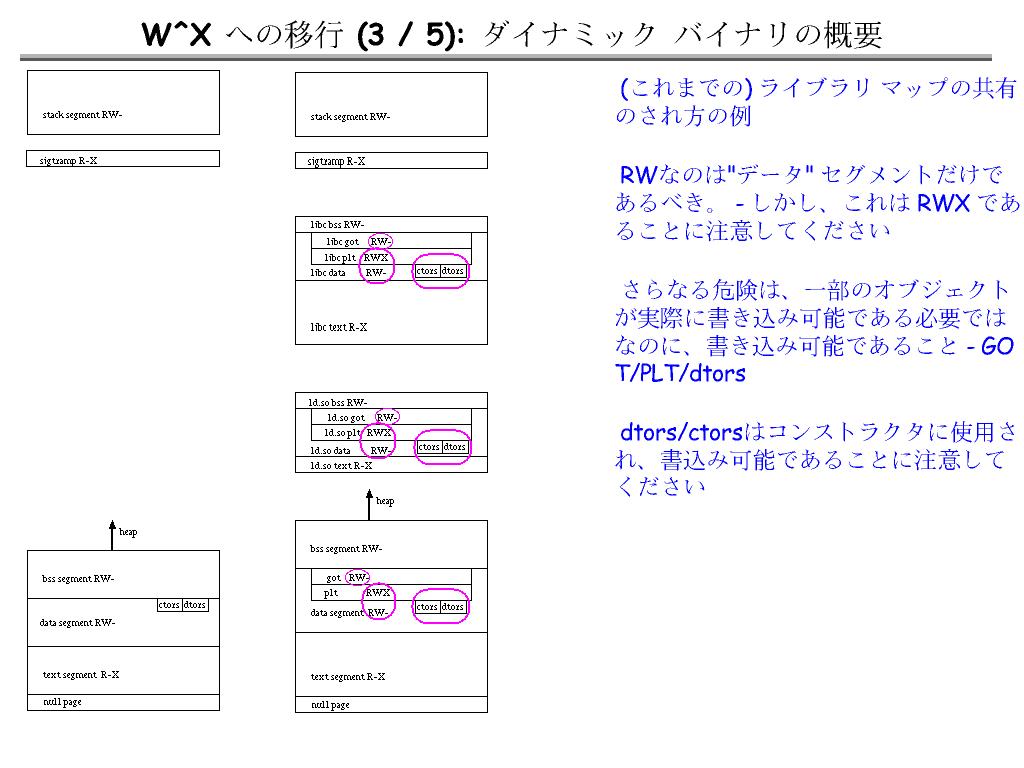 W^X への移行 (3 / 5): ダイナミック バイナリの概要
stack segment RW-
sigtramp R-X
heap
bss segment RW-
ctors dtors
data segment RW-
text segment R-X
null page
stack segment RW-
sigtramp R-X
libc bss RW-
libc got RW-
libc plt RWX
libc data RW- ctors dtors
libc text R-X
ld.so bss RW-
ld.so got RW-
ld.so plt RWX
ld.so data RW- ctors dtors
ld.so text R-X
heap
bss segment RW-
got RW-
plt RWX
data segment RW- ctors dtors
text segment R-X
null page
(これまでの) ライブラリ マップの共有
のされ方の例
RWなのは"データ" セグメントだけで
あるべき。 - しかし、これは RWX であ
ることに注意してください
さらなる危険は、一部のオブジェクト
が実際に書き込み可能である必要では
なのに、書き込み可能であること - GO
T/PLT/dtors
dtors/ctorsはコンストラクタに使用さ
れ、書込み可能であることに注意して
ください